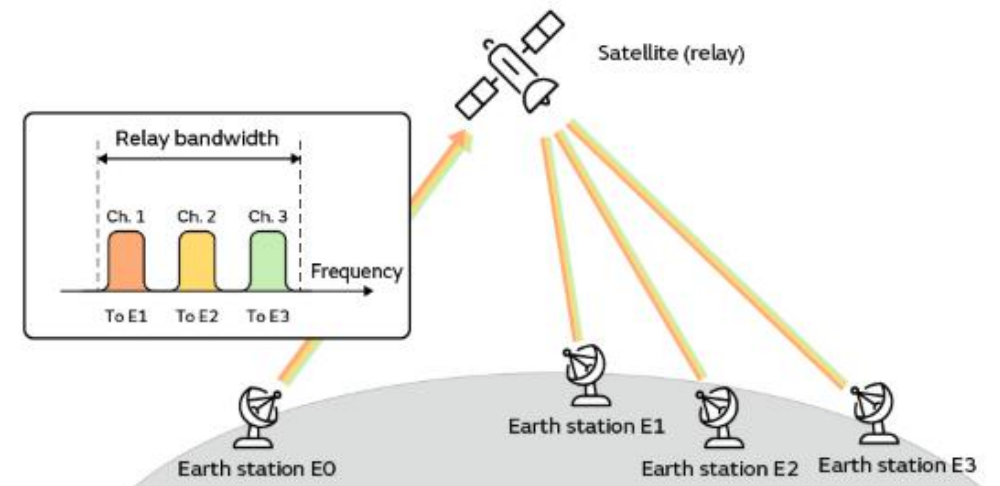 Satellite (relay)
Relay bandwidth
Ch. 1 Ch. 2 Ch. 3
Frequency
To E1 To E2 To E3
Earth station E0
Earth station E1
Earth station E2
Earth station E3